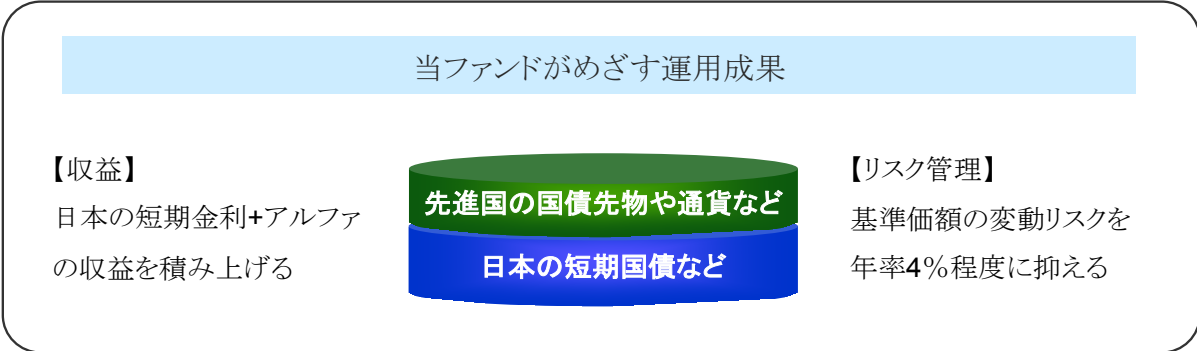 当ファンドがめざす運用成果
【収益】
日本の短期金利+アルファ
の収益を積み上げる
先進国の国債先物や通貨など
日本の短期国債など
【リスク管理】
基準価額の変動リスクを
年率4％程度に抑える